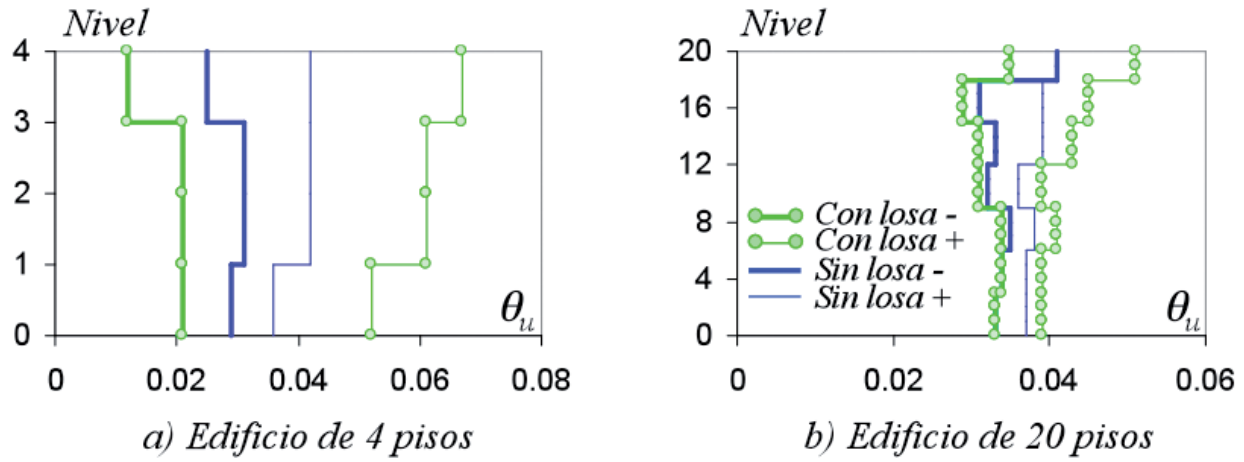 Nivel
4
3
2
1
0
θu
0 0.02 0.04 0.06 0.08
a) Edificio de 4 pisos
Nivel
20
16
12
8
4
0
Con losa -
Con losa +
Sin losa -
Sin losa +
θu
0 0.02 0.04 0.06
b) Edificio de 20 pisos